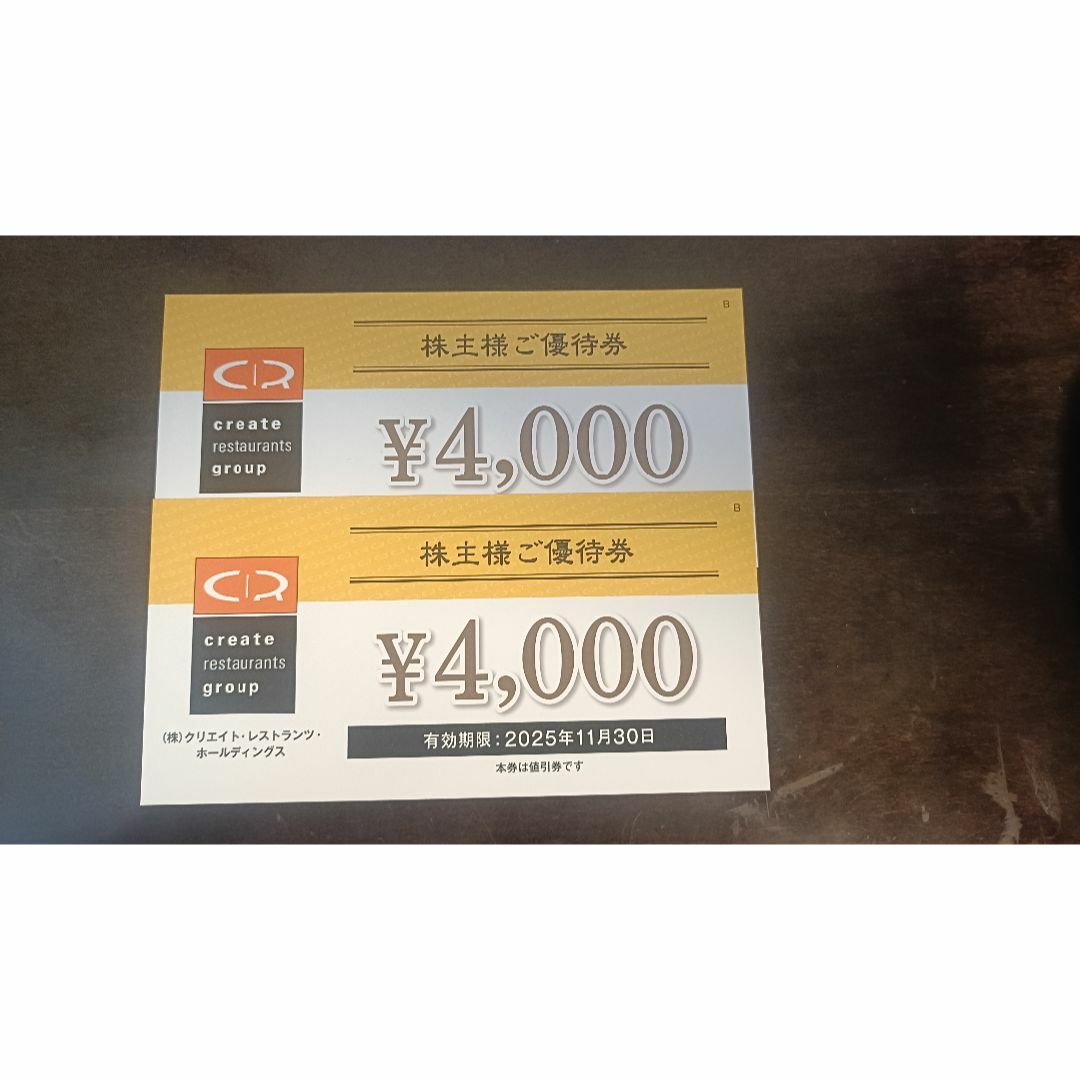 B
株主様ご優待券
CR
create
restaurants
group
¥4,000
B
株主様ご優待券
CR
create
restaurants
group
¥4,000
(株)クリエイト・レストランツ・
ホールディングス
有効期限:2025年11月30日
本券は値引券です